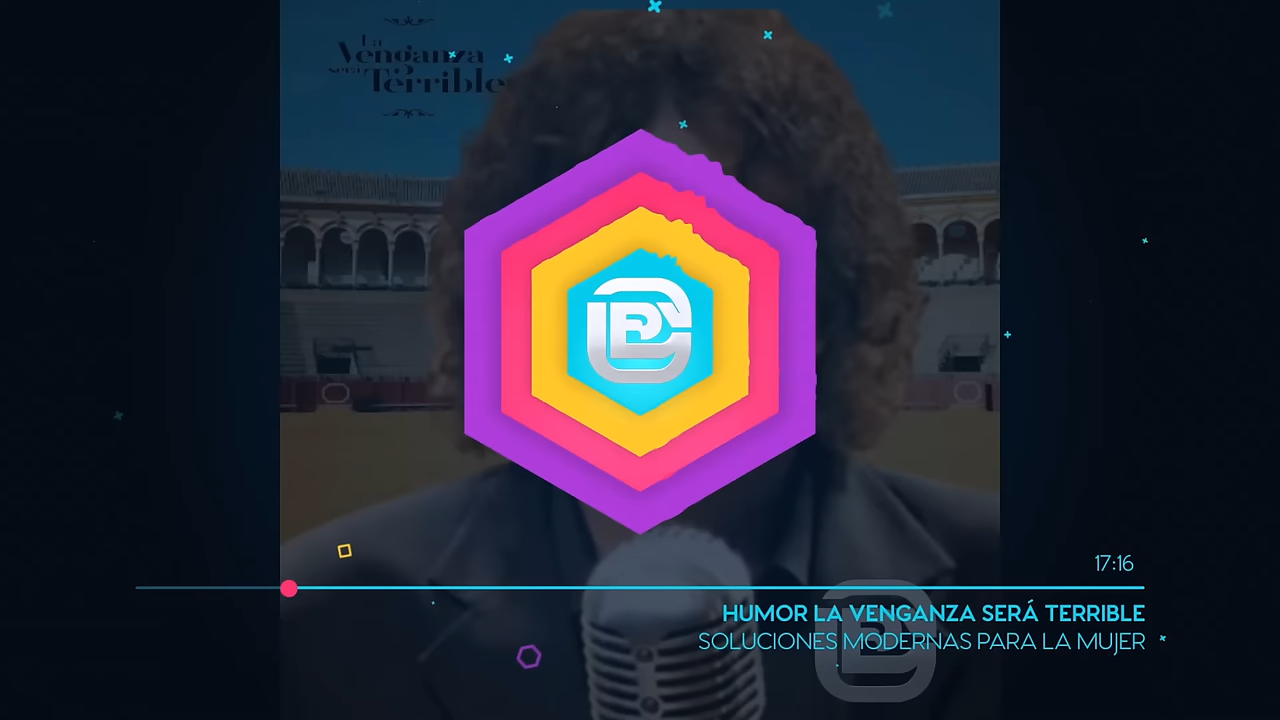 La
Venganza
será Terrible
17:16
HUMOR LA VENGANZA SERÁ TERRIBLE
SOLUCIONES MODERNAS PARA LA MUJER